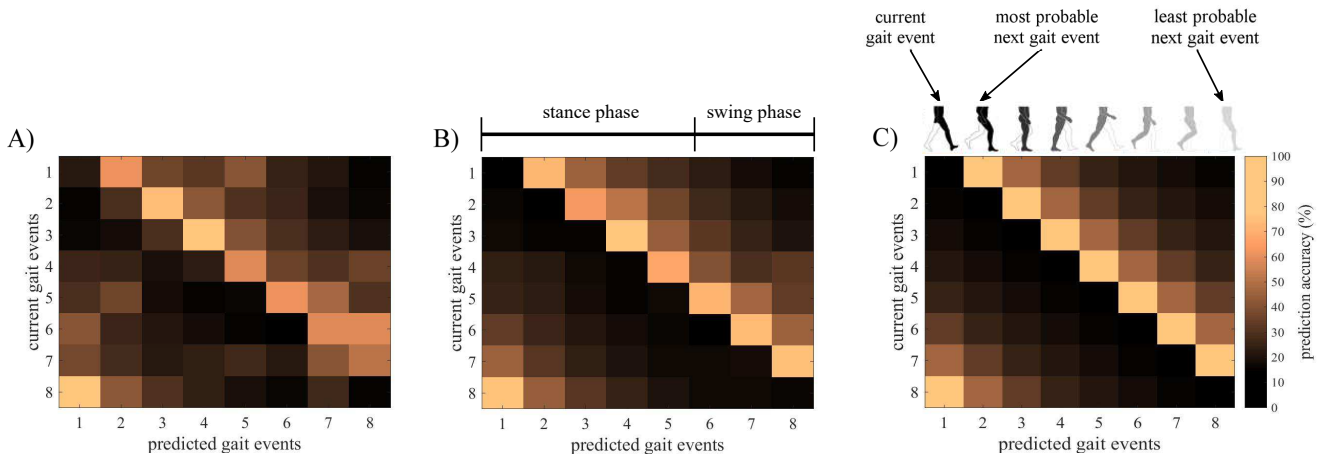 current
gait event
most probable
next gait event
least probable
next gait event
stance phase
swing phase
A)
B)
C)
current gait events
1
2
3
4
5
6
7
8
1 2 3 4 5 6 7 8
predicted gait events
current gait events
1
2
3
4
5
6
7
8
1 2 3 4 5 6 7 8
predicted gait events
current gait events
1
2
3
4
5
6
7
8
1 2 3 4 5 6 7 8
predicted gait events
100
90
80
70
60
50
40
30
20
10
0
prediction accuracy (%)